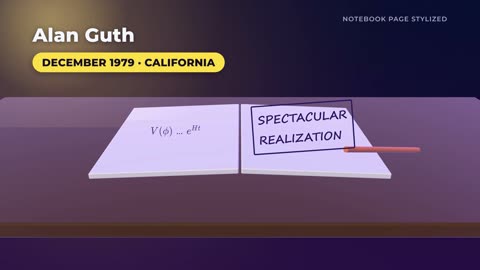 Alan Guth
NOTEBOOK PAGE STYLIZED
DECEMBER 1979 · CALIFORNIA
V(ϕ) ... e^{Ht}
SPECTACULAR
REALIZATION